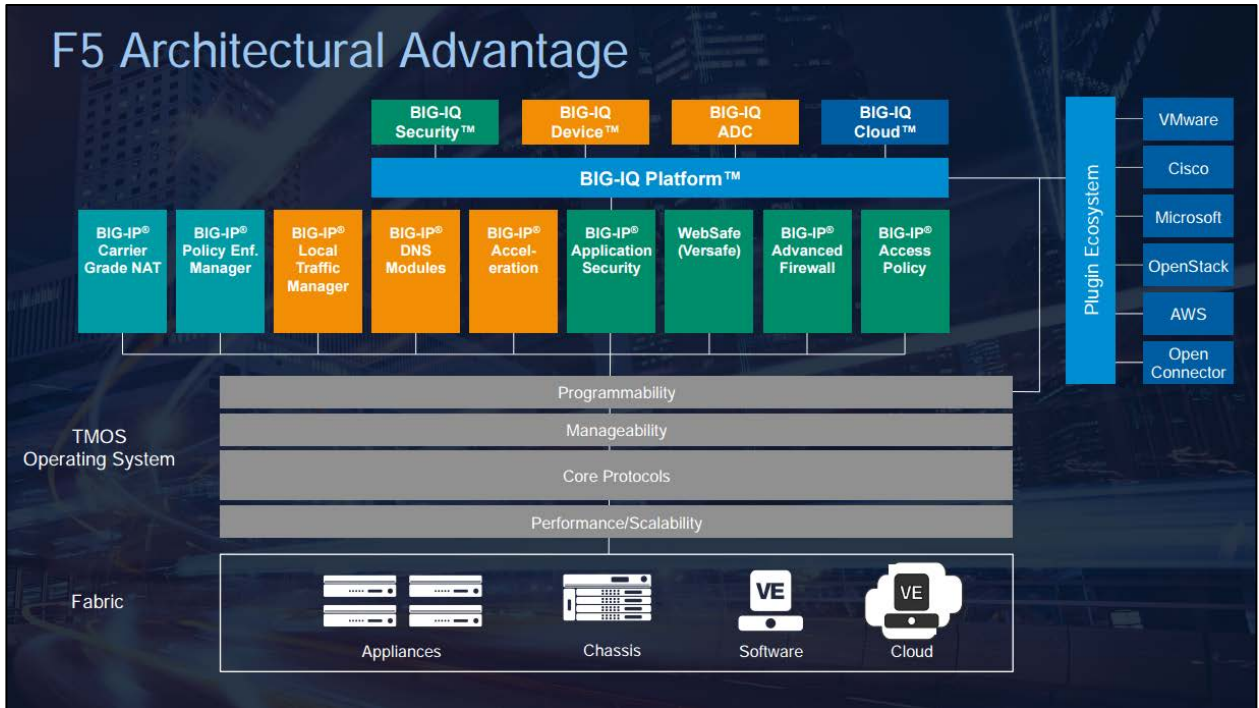 F5 Architectural Advantage
BIG-IQ
Security™
BIG-IQ
Device™
BIG-IQ
ADC
BIG-IQ
Cloud™
BIG-IQ Platform™
BIG-IP®
Carrier
Grade NAT
BIG-IP®
Policy Enf.
Manager
BIG-IP®
Local
Traffic
Manager
BIG-IP®
DNS
Modules
BIG-IP®
Accel-
eration
BIG-IP®
Application
Security
WebSafe
(Versafe)
BIG-IP®
Advanced
Firewall
BIG-IP®
Access
Policy
Plugin Ecosystem
VMware
Cisco
Microsoft
OpenStack
AWS
Open
Connector
TMOS
Operating System
Programmability
Manageability
Core Protocols
Performance/Scalability
Fabric
VE
VE
Appliances
Chassis
Software
Cloud